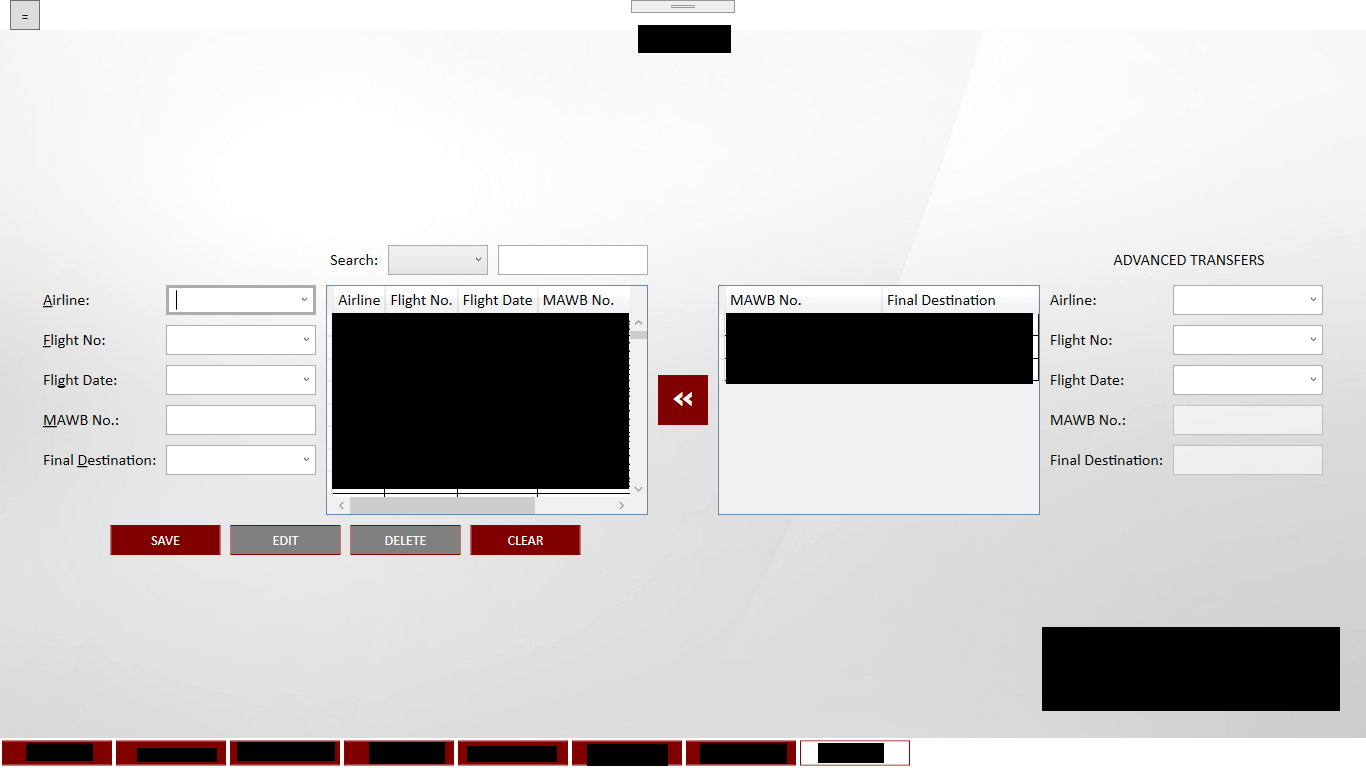 =
Search:
ADVANCED TRANSFERS
Airline:
Flight No:
Flight Date:
MAWB No.:
Final Destination:
Airline Flight No. Flight Date MAWB No.
«
MAWB No. Final Destination
Airline:
Flight No:
Flight Date:
MAWB No.:
Final Destination:
SAVE EDIT DELETE CLEAR